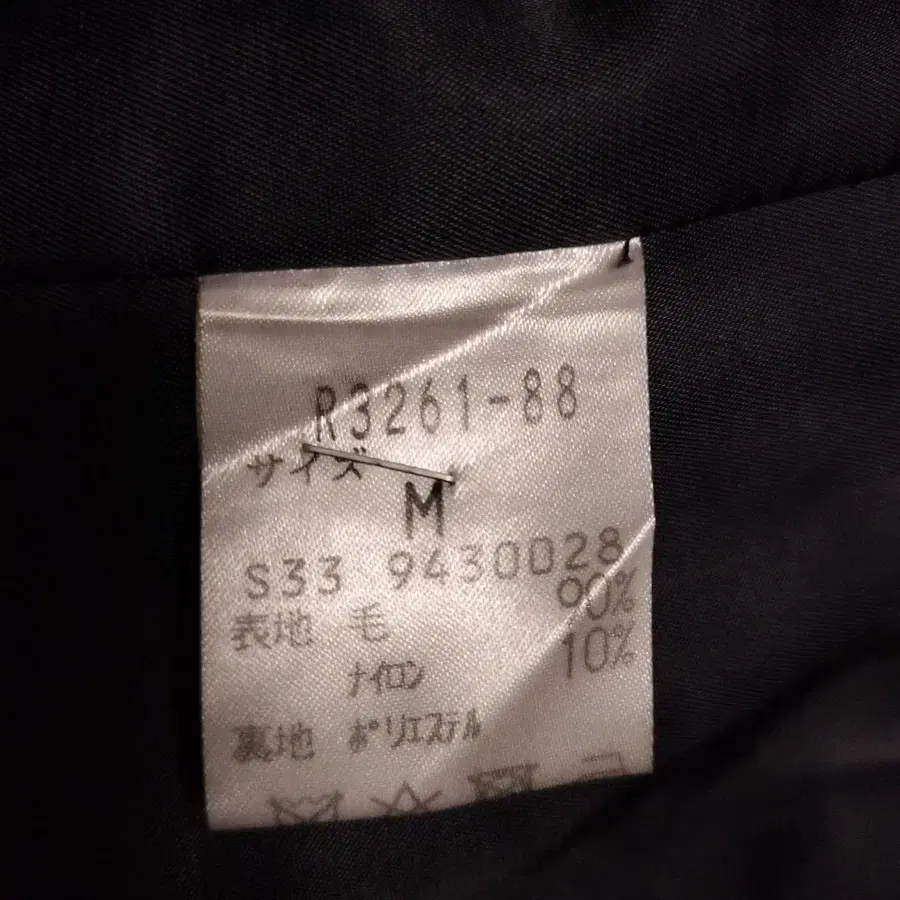 R3261-88
サイズ
M
S33 9430028
表地 毛 90%
ナイロン 10%
裏地 ポリエステル